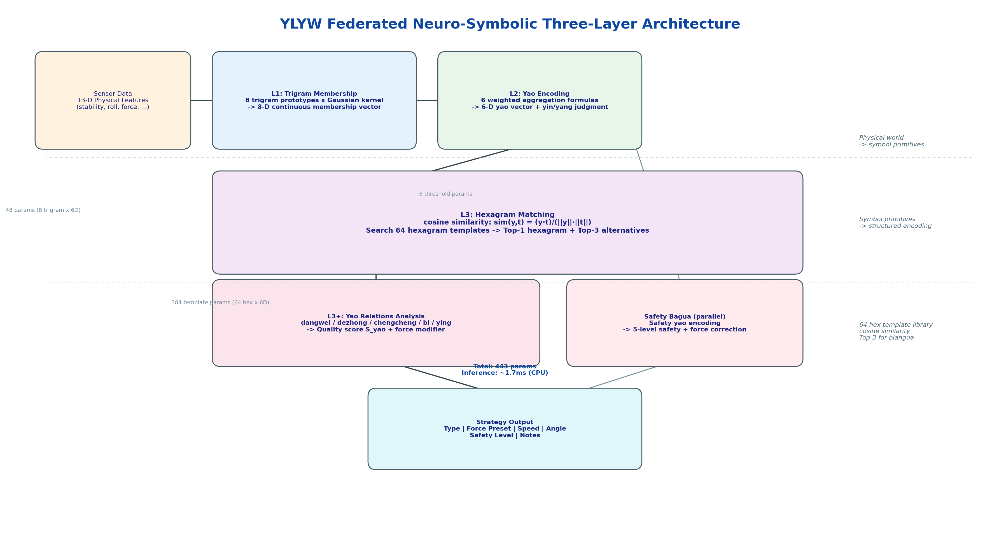 YLYW Federated Neuro-Symbolic Three-Layer Architecture
Sensor Data
13-D Physical Features
(stability, roll, force, ...)
L1: Trigram Membership
8 trigram prototypes x Gaussian kernel
-> 8-D continuous membership vector
L2: Yao Encoding
6 weighted aggregation formulas
-> 6-D yao vector + yin/yang judgment
Physical world
-> symbol primitives
6 threshold params
48 params (8 trigram x 6D)
L3: Hexagram Matching
cosine similarity: sim(y,t) = (y·t)/(||y||·||t||)
Search 64 hexagram templates -> Top-1 hexagram + Top-3 alternatives
Symbol primitives
-> structured encoding
384 template params (64 hex x 6D)
L3+: Yao Relations Analysis
dangwei / dezhong / chengcheng / bi / ying
-> Quality score S_yao + force modifier
Safety Bagua (parallel)
Safety yao encoding
-> 5-level safety + force correction
64 hex template library
cosine similarity
Top-3 for biangua
Total: 443 params
Inference: ~1.7ms (CPU)
Strategy Output
Type | Force Preset | Speed | Angle
Safety Level | Notes